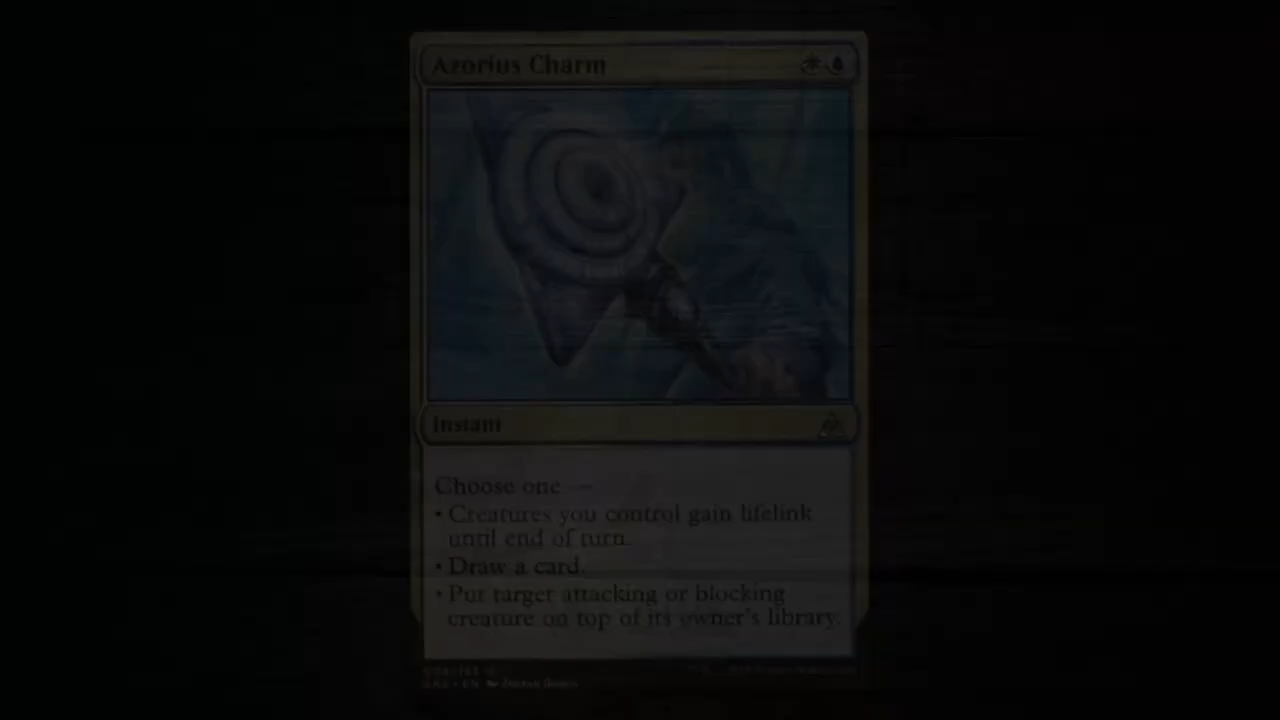 Azorius Charm
Instant
Choose one —
• Creatures you control gain lifelink
until end of turn.
• Draw a card.
• Put target attacking or blocking
creature on top of its owner's library.